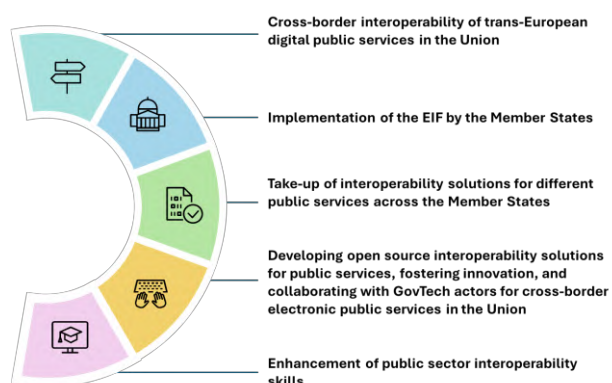 Cross-border interoperability of trans-European
digital public services in the Union
Implementation of the EIF by the Member States
Take-up of interoperability solutions for different
public services across the Member States
Developing open source interoperability solutions
for public services, fostering innovation, and
collaborating with GovTech actors for cross-border
electronic public services in the Union
Enhancement of public sector interoperability
skills